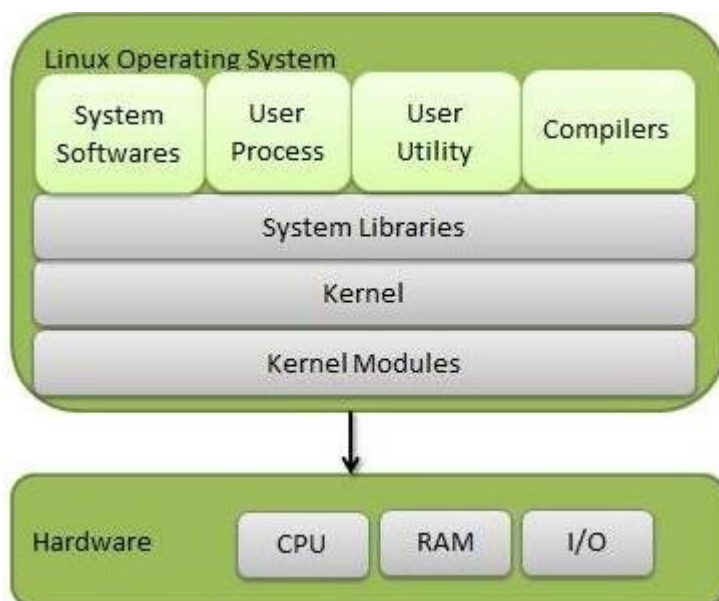 Linux Operating System
System
Softwares
User
Process
User
Utility
Compilers
System Libraries
Kernel
Kernel Modules
Hardware
CPU
RAM
I/O